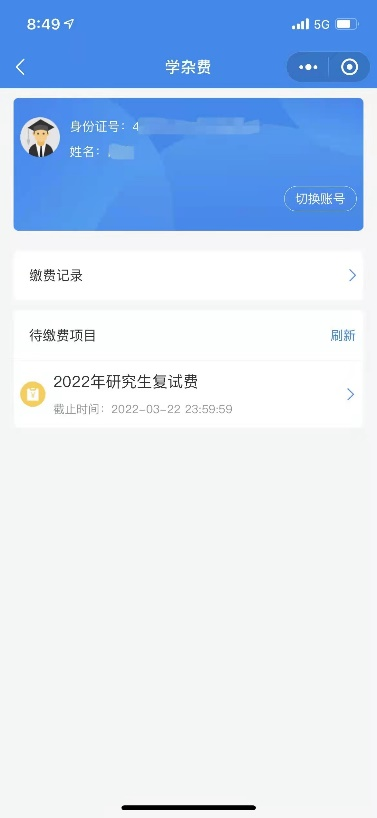 8:49
5G
学杂费
身份证号：4
姓名：
切换账号
缴费记录
待缴费项目
刷新
2022年研究生复试费
截止时间：2022-03-22 23:59:59